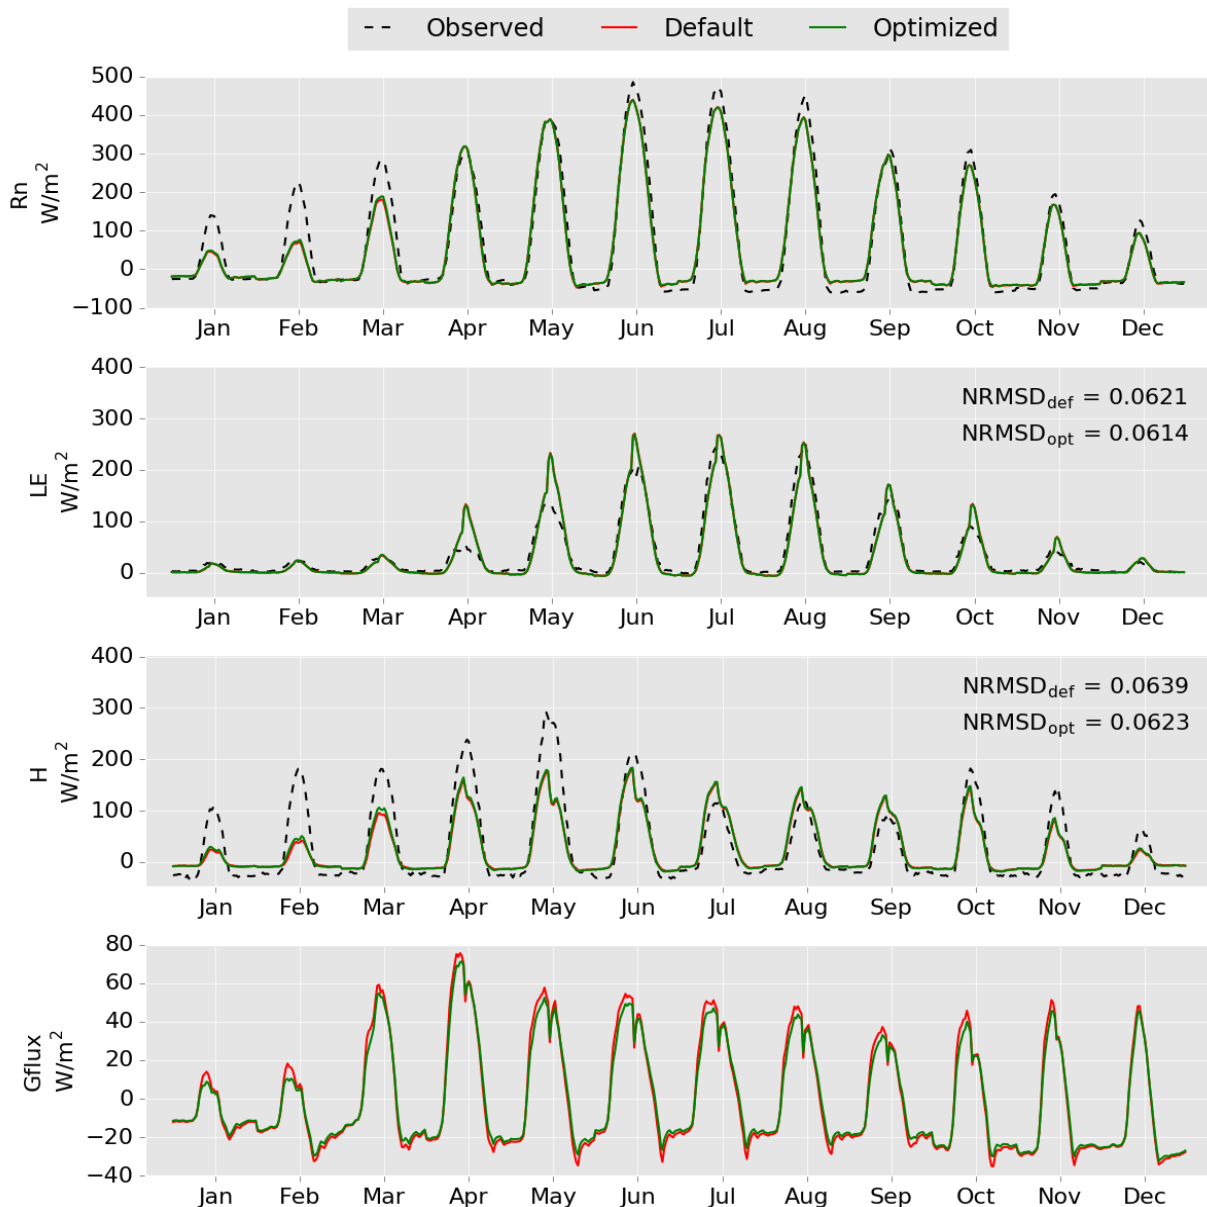 Observed Default Optimized
500
400
300
200
100
0
−100
Rn
W/m²
Jan Feb Mar Apr May Jun Jul Aug Sep Oct Nov Dec
400
300
200
100
0
LE
W/m²
NRMSD_def = 0.0621
NRMSD_opt = 0.0614
Jan Feb Mar Apr May Jun Jul Aug Sep Oct Nov Dec
400
300
200
100
0
H
W/m²
NRMSD_def = 0.0639
NRMSD_opt = 0.0623
Jan Feb Mar Apr May Jun Jul Aug Sep Oct Nov Dec
80
60
40
20
0
−20
−40
Gflux
W/m²
Jan Feb Mar Apr May Jun Jul Aug Sep Oct Nov Dec